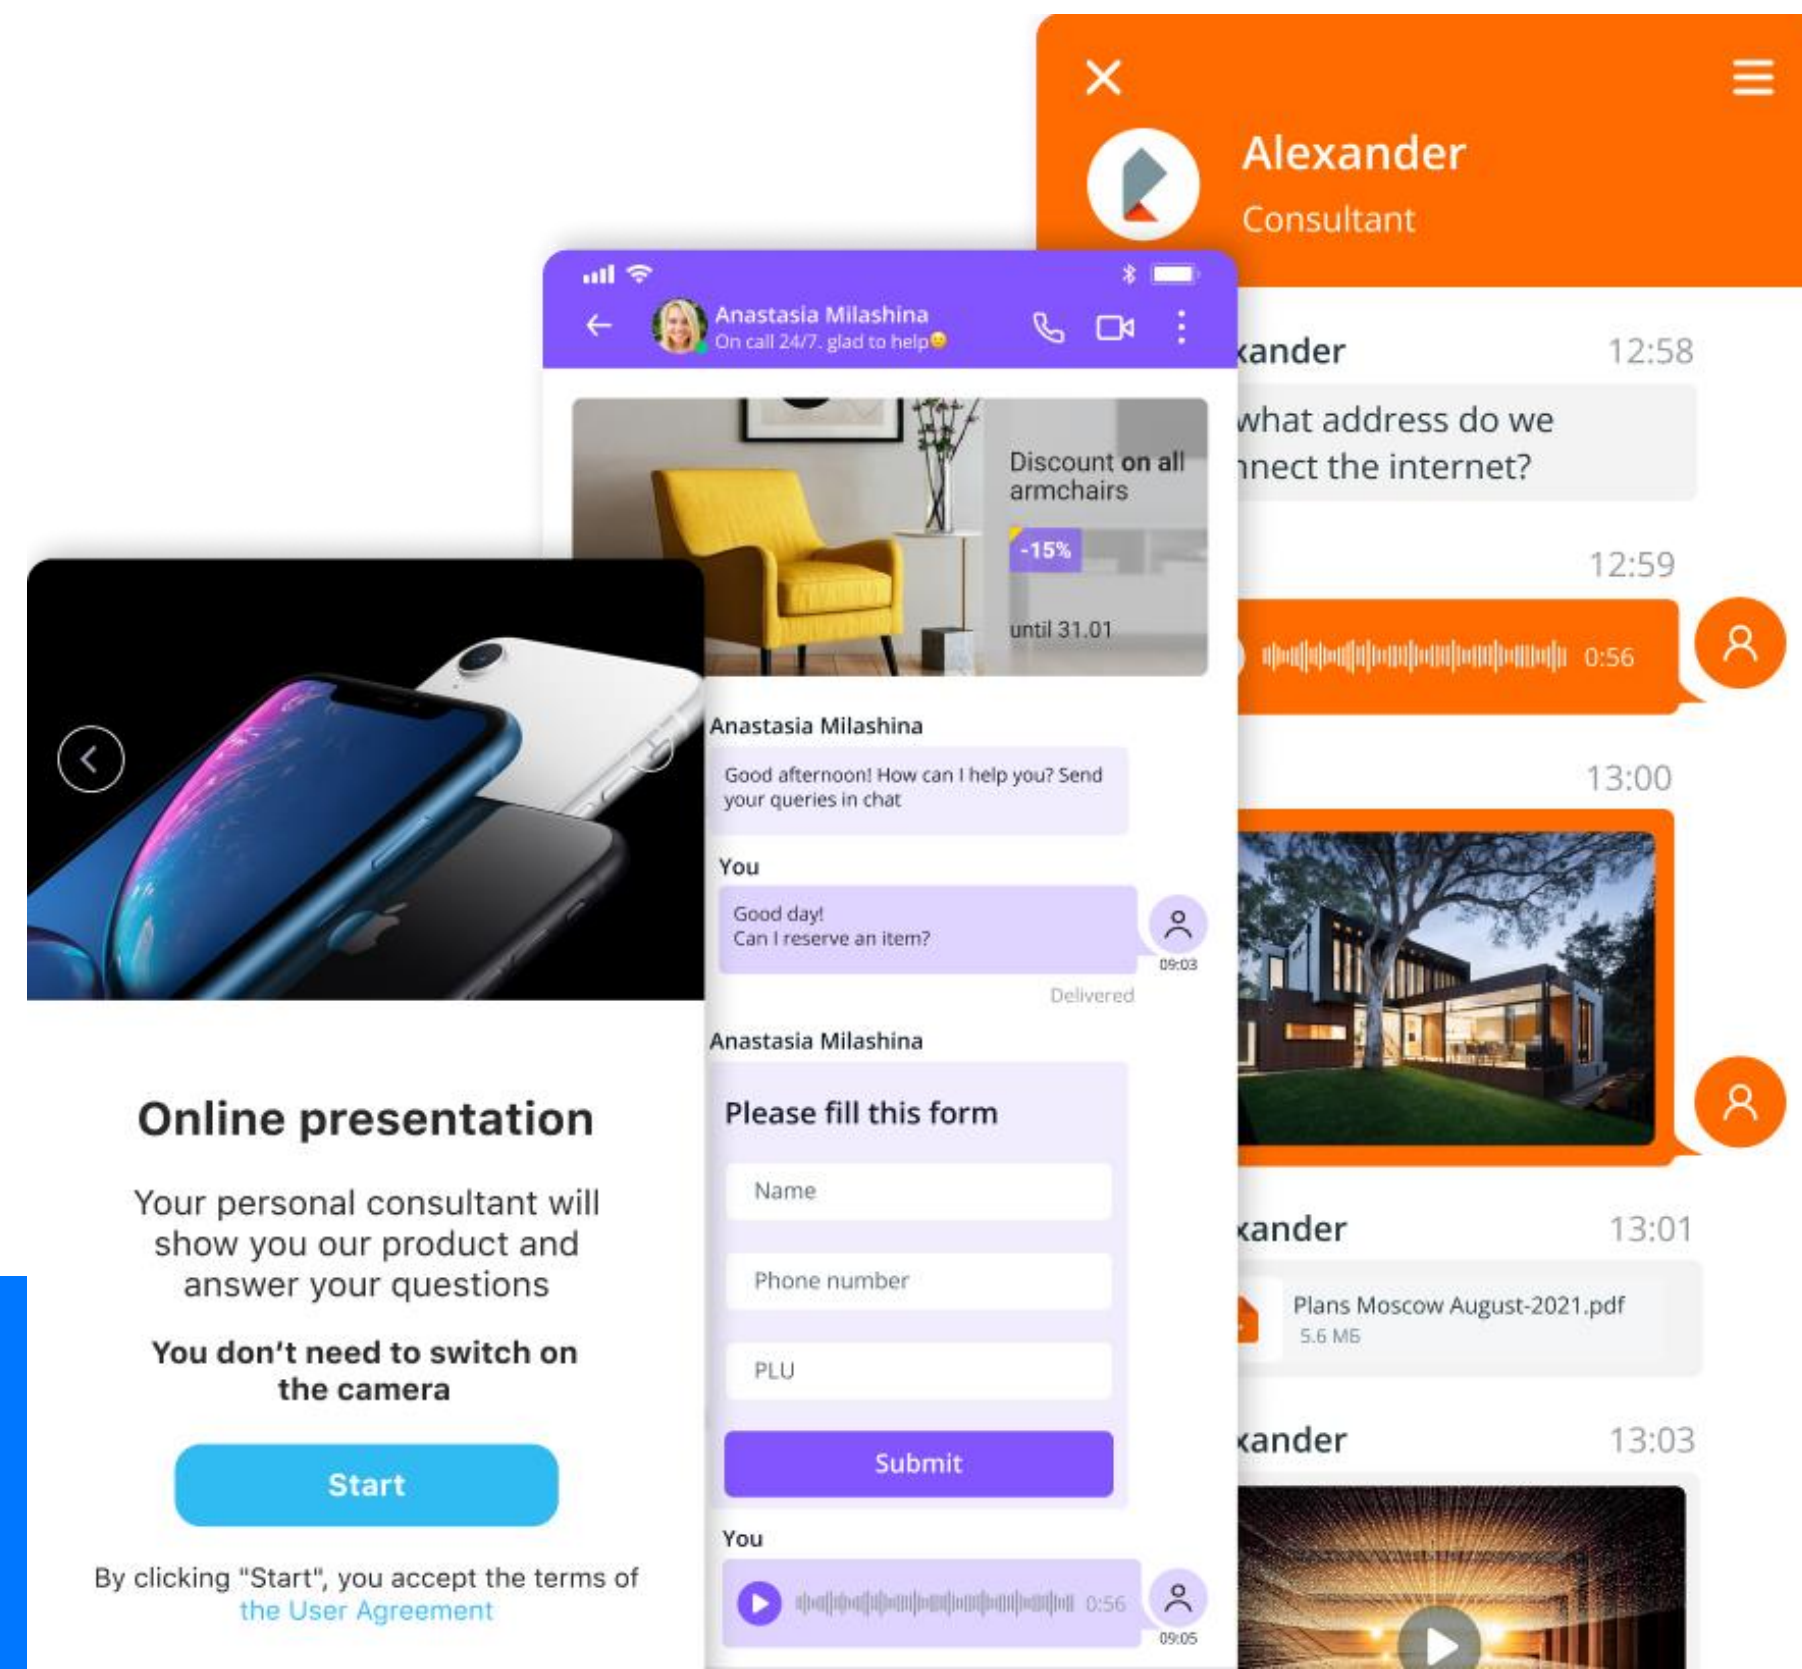 Alexander
Consultant
Anastasia Milashina
On call 24/7. glad to help
Discount on all
armchairs
-15%
until 31.01
Anastasia Milashina
Good afternoon! How can I help you? Send
your queries in chat
You
Good day!
Can I reserve an item?
09:03
Delivered
Anastasia Milashina
Please fill this form
Name
Phone number
PLU
Submit
You
0:56
09:05
Online presentation
Your personal consultant will
show you our product and
answer your questions
You don't need to switch on
the camera
Start
By clicking "Start", you accept the terms of
the User Agreement
xander 12:58
what address do we
nnect the internet?
12:59
0:56
13:00
xander 13:01
Plans Moscow August-2021.pdf
5.6 МБ
xander 13:03